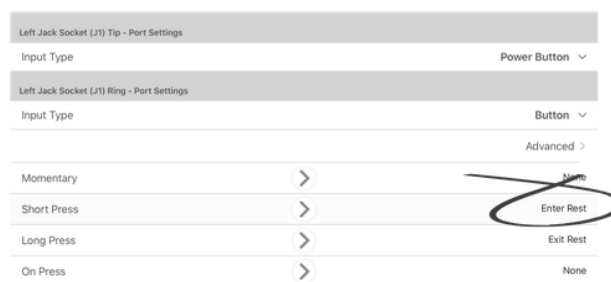 Left Jack Socket (J1) Tip - Port Settings
Input Type Power Button
Left Jack Socket (J1) Ring - Port Settings
Input Type Button
Advanced
Momentary None
Short Press Enter Rest
Long Press Exit Rest
On Press None